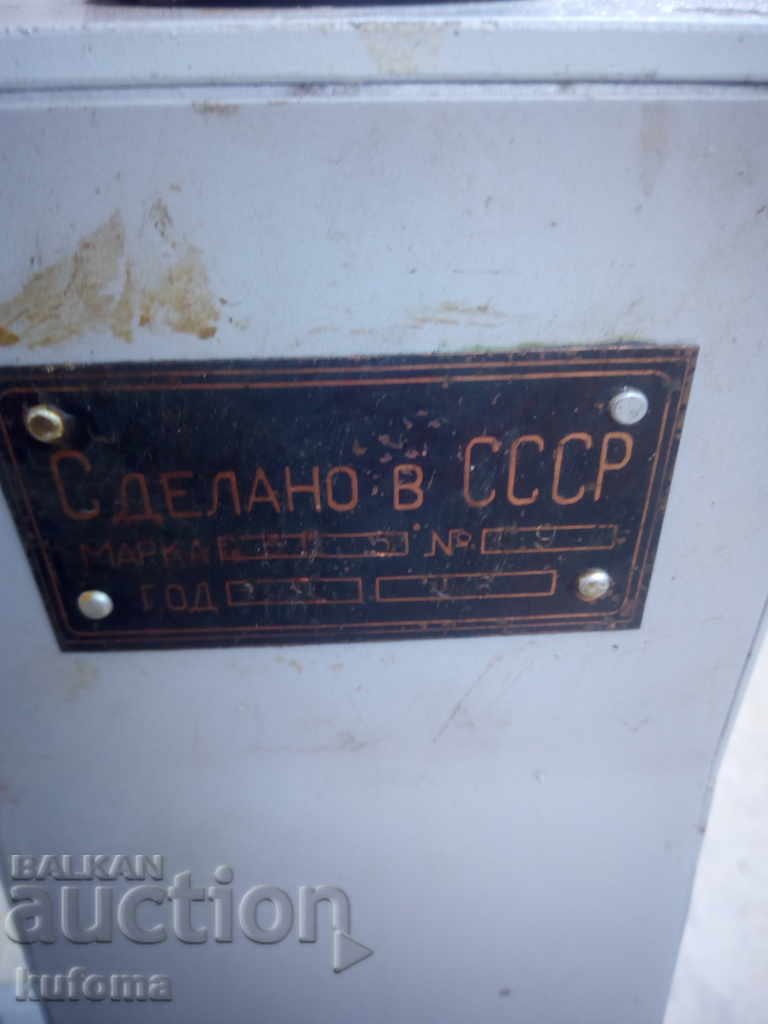 СДЕЛАНО В СССР
МАРКА №
ГОД
BALKAN
auction
kufoma